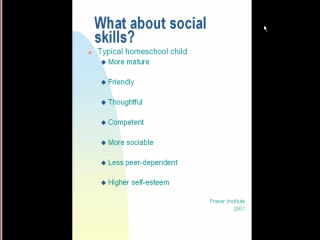 What about social
skills?
Typical homeschool child
More mature
Friendly
Thoughtful
Competent
More sociable
Less peer-dependent
Higher self-esteem
Fraser Institute
2001